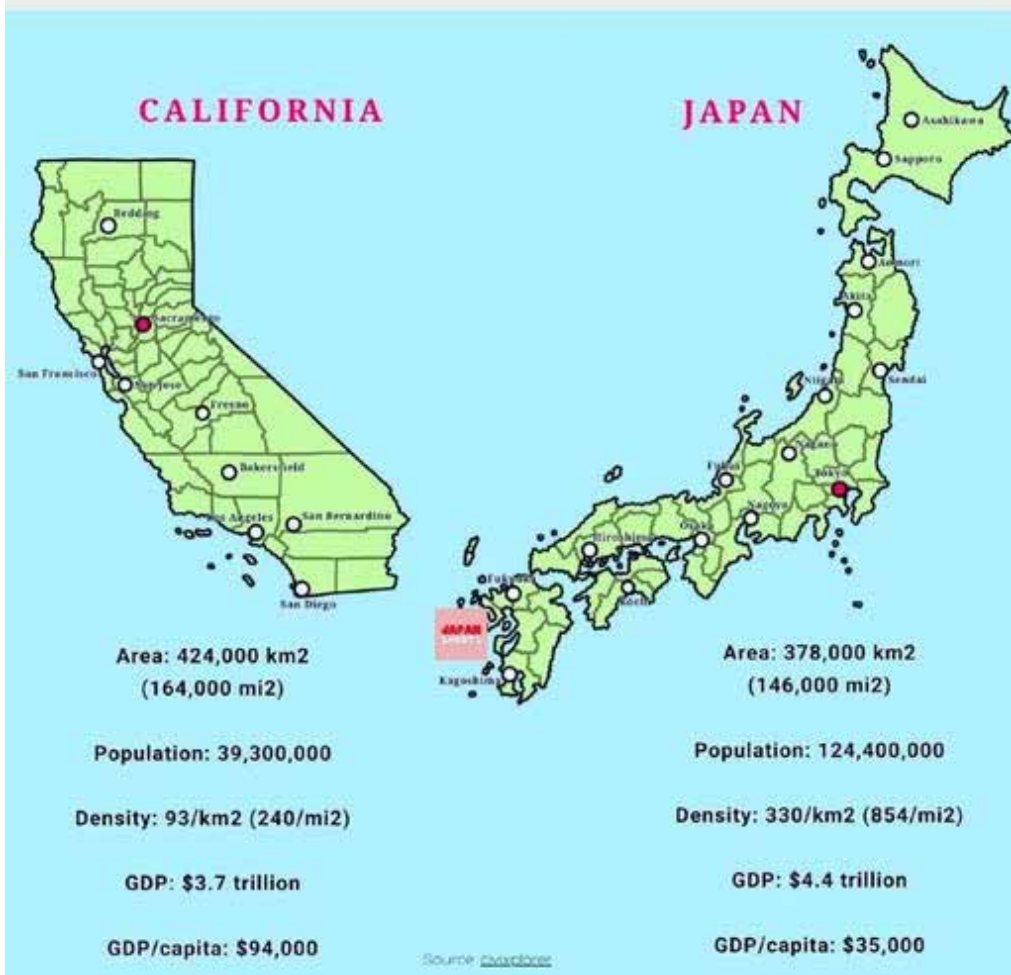 CALIFORNIA
Redding
Sacramento
San Francisco
San Jose
Fresno
Bakersfield
Los Angeles
San Bernardino
San Diego
Area: 424,000 km2
(164,000 mi2)
Population: 39,300,000
Density: 93/km2 (240/mi2)
GDP: $3.7 trillion
GDP/capita: $94,000
JAPAN
Asahikawa
Sapporo
Aomori
Akita
Sendai
Niigata
Nagano
Fukui
Tokyo
Nagoya
Osaka
Hiroshima
Fukuoka
Kochi
Kagoshima
JAPAN
Area: 378,000 km2
(146,000 mi2)
Population: 124,400,000
Density: 330/km2 (854/mi2)
GDP: $4.4 trillion
GDP/capita: $35,000
Source: civixplorer